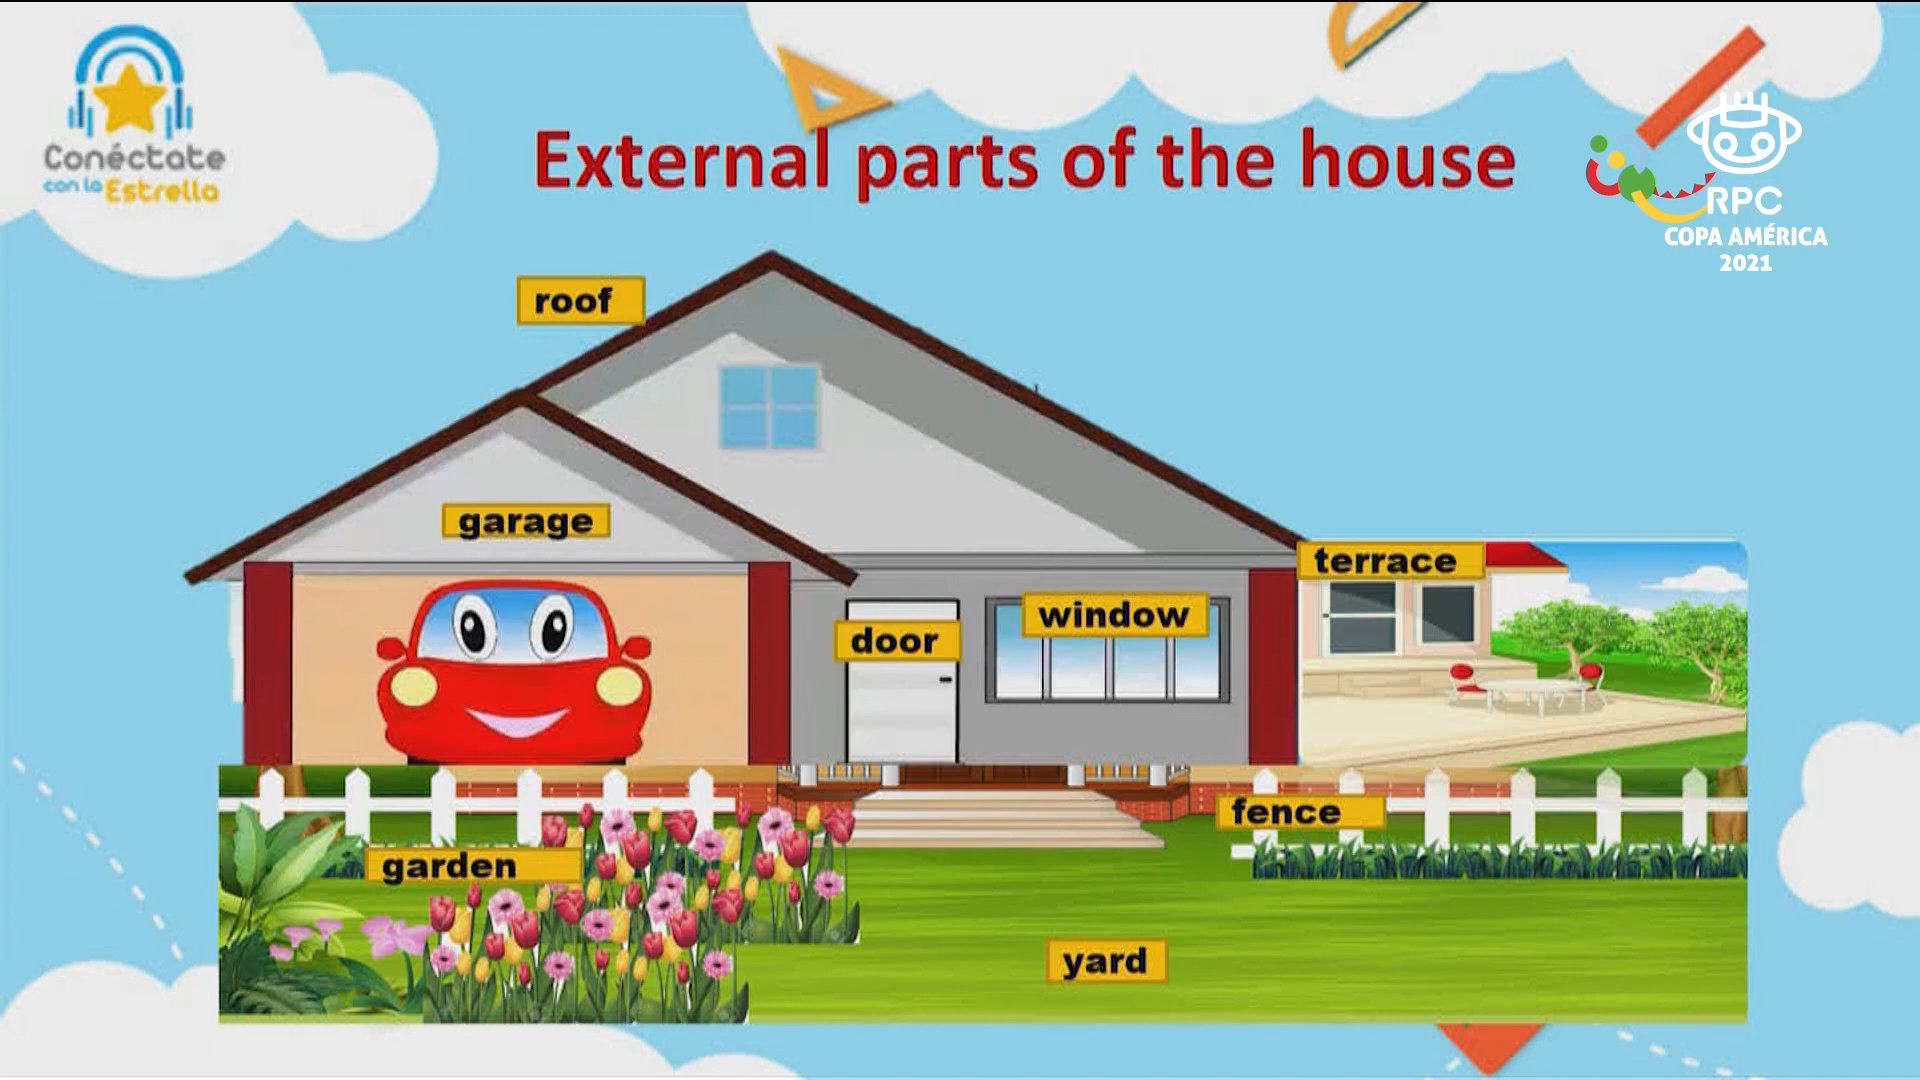 Conéctate
con la Estrella
External parts of the house
RPC
COPA AMÉRICA
2021
roof
garage
terrace
window
door
fence
garden
yard